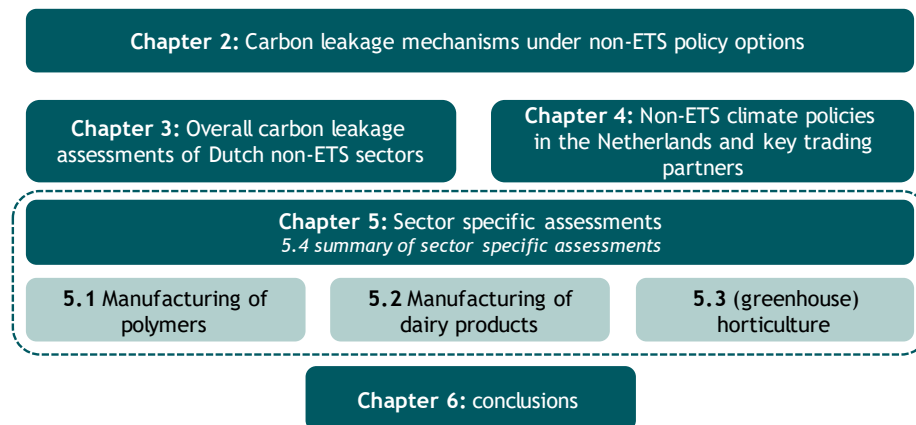 Chapter 2: Carbon leakage mechanisms under non-ETS policy options
Chapter 3: Overall carbon leakage
assessments of Dutch non-ETS sectors
Chapter 4: Non-ETS climate policies
in the Netherlands and key trading
partners
Chapter 5: Sector specific assessments
5.4 summary of sector specific assessments
5.1 Manufacturing of
polymers
5.2 Manufacturing of
dairy products
5.3 (greenhouse)
horticulture
Chapter 6: conclusions